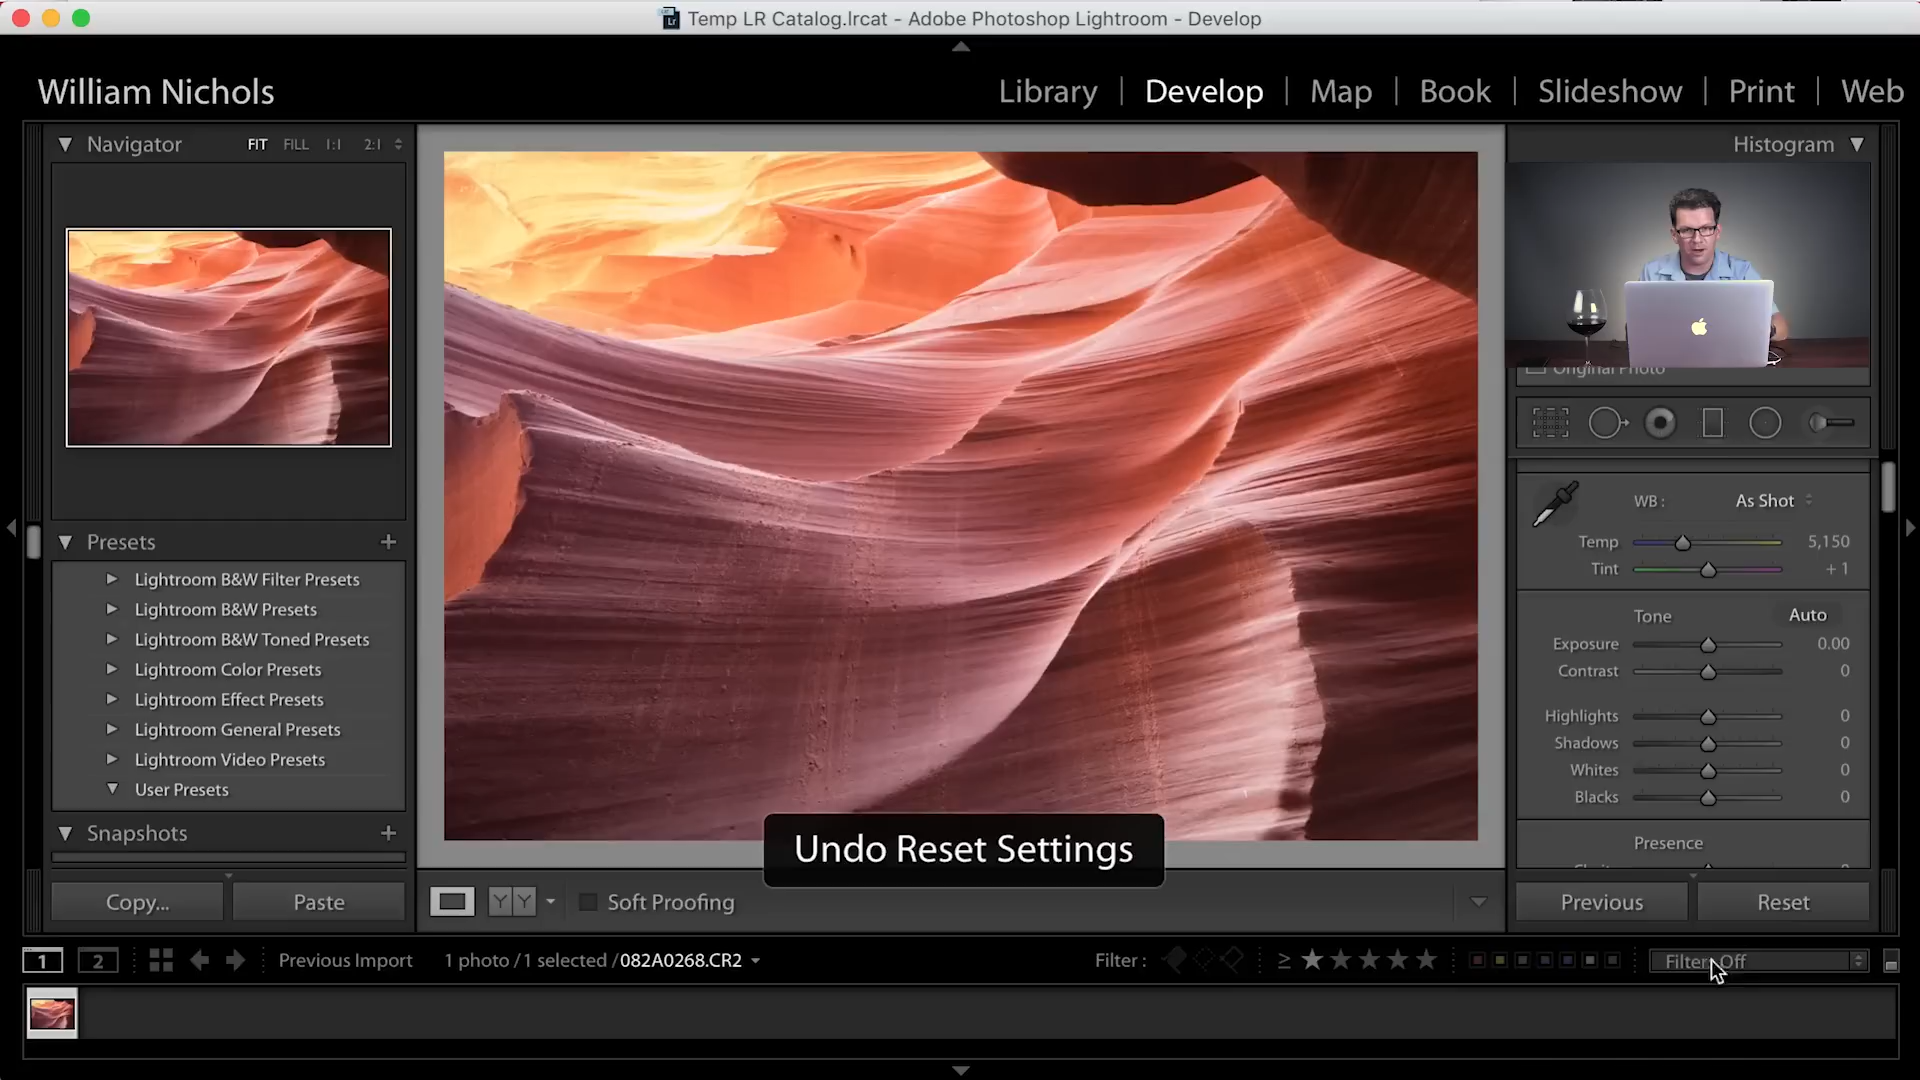 Temp LR Catalog.lrcat - Adobe Photoshop Lightroom - Develop
William Nichols
Library | Develop | Map | Book | Slideshow | Print | Web
Navigator FIT FILL 1:1 2:1
Histogram
Original Photo
WB : As Shot
Temp 5,150
Tint + 1
Tone Auto
Exposure 0.00
Contrast 0
Highlights 0
Shadows 0
Whites 0
Blacks 0
Presence
Presets +
Lightroom B&W Filter Presets
Lightroom B&W Presets
Lightroom B&W Toned Presets
Lightroom Color Presets
Lightroom Effect Presets
Lightroom General Presets
Lightroom Video Presets
User Presets
Snapshots +
Undo Reset Settings
Copy... Paste
Y Y Soft Proofing
Previous Reset
1 2 Previous Import 1 photo / 1 selected / 082A0268.CR2 Filter : ≥ Off